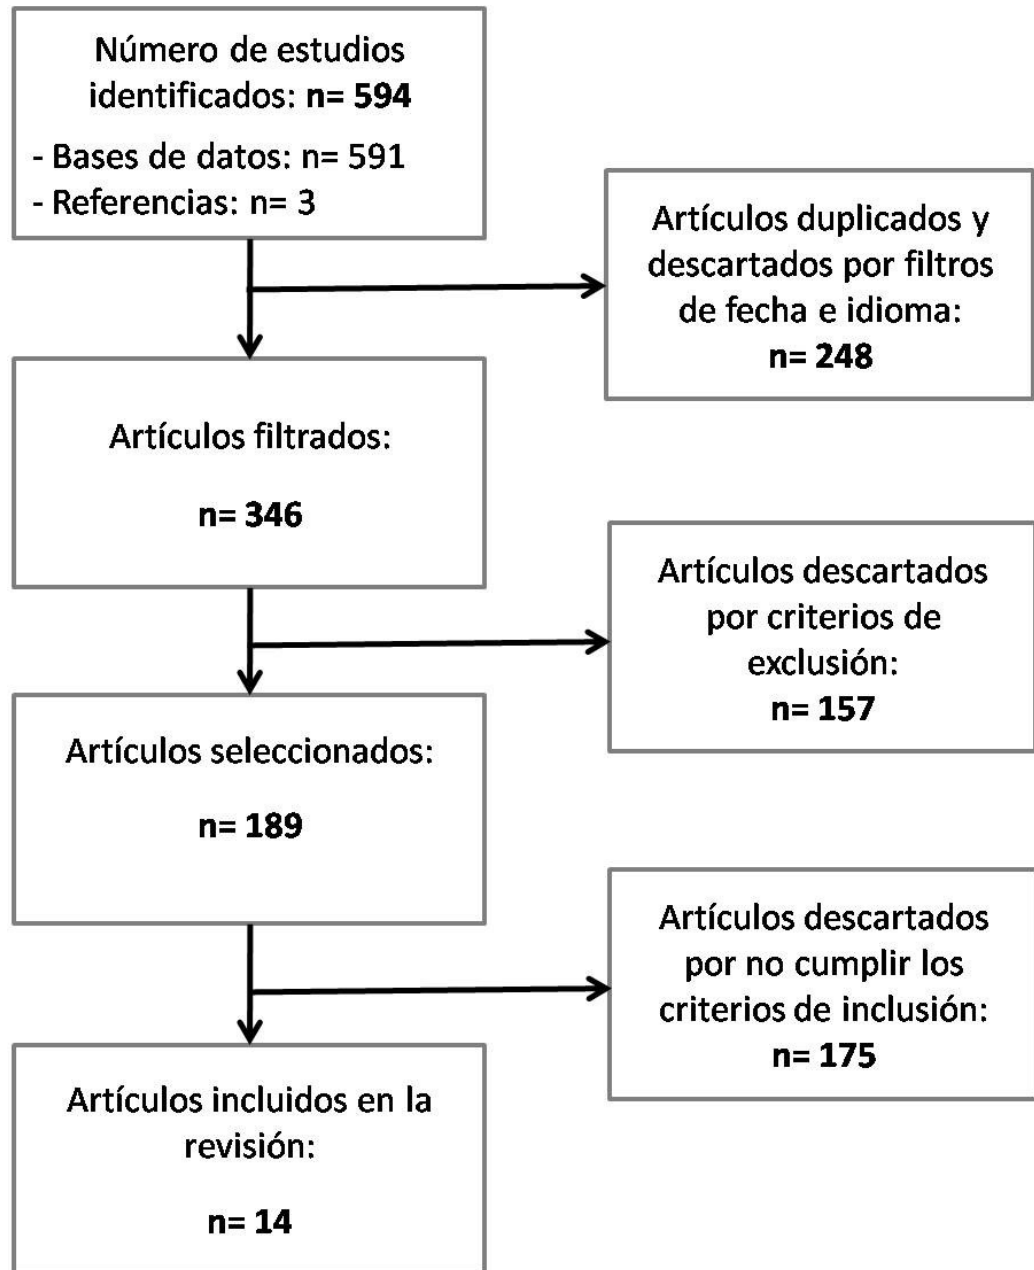 Número de estudios
identificados: n= 594
- Bases de datos: n= 591
- Referencias: n= 3
Artículos duplicados y
descartados por filtros
de fecha e idioma:
n= 248
Artículos filtrados:
n= 346
Artículos descartados
por criterios de
exclusión:
n= 157
Artículos seleccionados:
n= 189
Artículos descartados
por no cumplir los
criterios de inclusión:
n= 175
Artículos incluidos en la
revisión:
n= 14